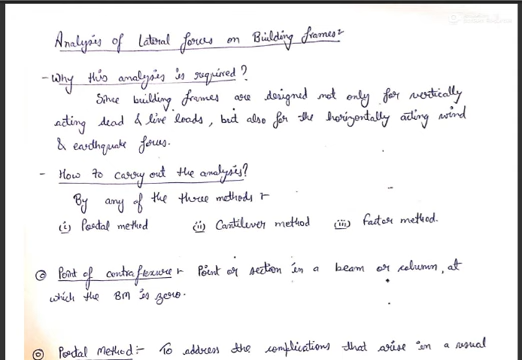 Analysis of Lateral forces on Building frames:
- Why this analysis is required?
Since building frames are designed not only for vertically
acting dead & live loads, but also for the horizontally acting wind
& earthquake forces.
- How to carry out the analysis?
By any of the three methods :-
(i) Portal method (ii) Cantilever method (iii) Factor method.
Point of contraflexure :- Point or section in a beam or column, at
which the BM is zero.
Portal Method :- To address the complications that arise in a usual